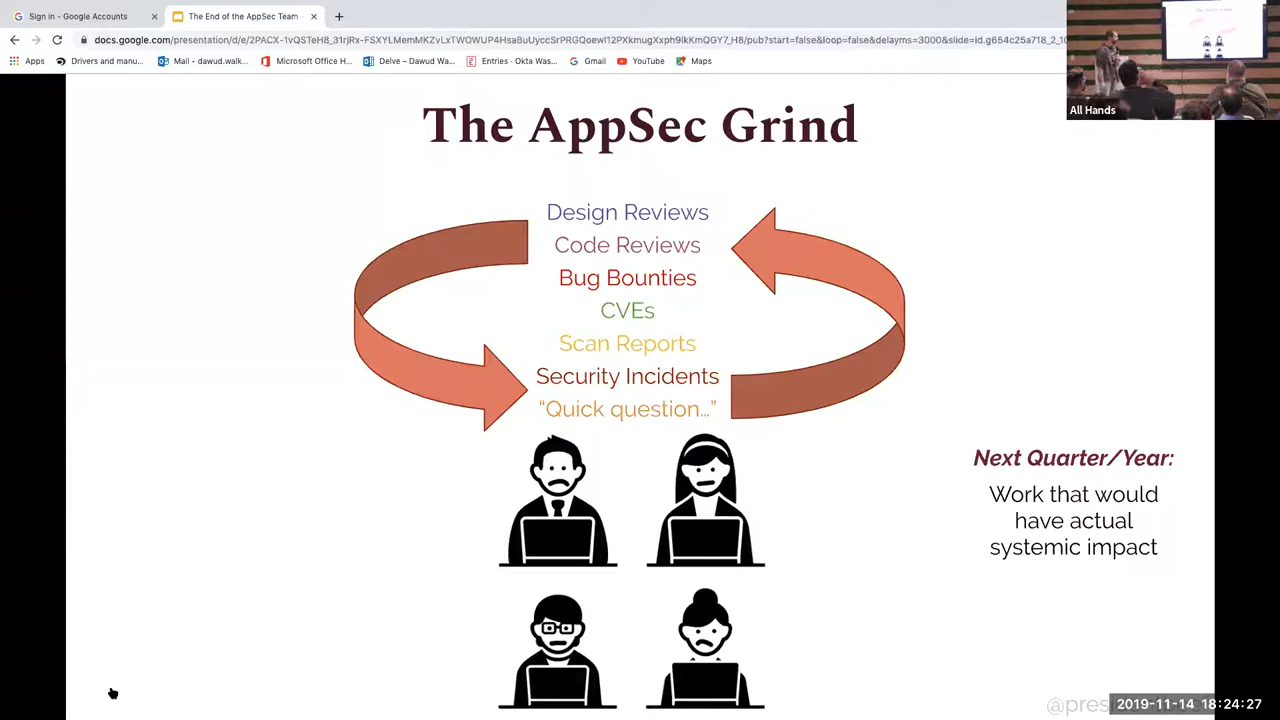 Sign in - Google Accounts
The End of the AppSec Team -
docs.google.com/presentation/d/e/2PACX-
pub?start=false&loop=false&delayms=3000&slide=id.g654c25a718_2_1
Apps
Drivers and manu...
Mail - dawud.walk...
Microsoft Office H...
Home – Dawud Wa...
Entries - Okta Was...
Gmail
YouTube
Maps
All Hands
The AppSec Grind
Design Reviews
Code Reviews
Bug Bounties
CVEs
Scan Reports
Security Incidents
“Quick question...”
Next Quarter/Year:
Work that would
have actual
systemic impact
2019-11-14 18:24:27